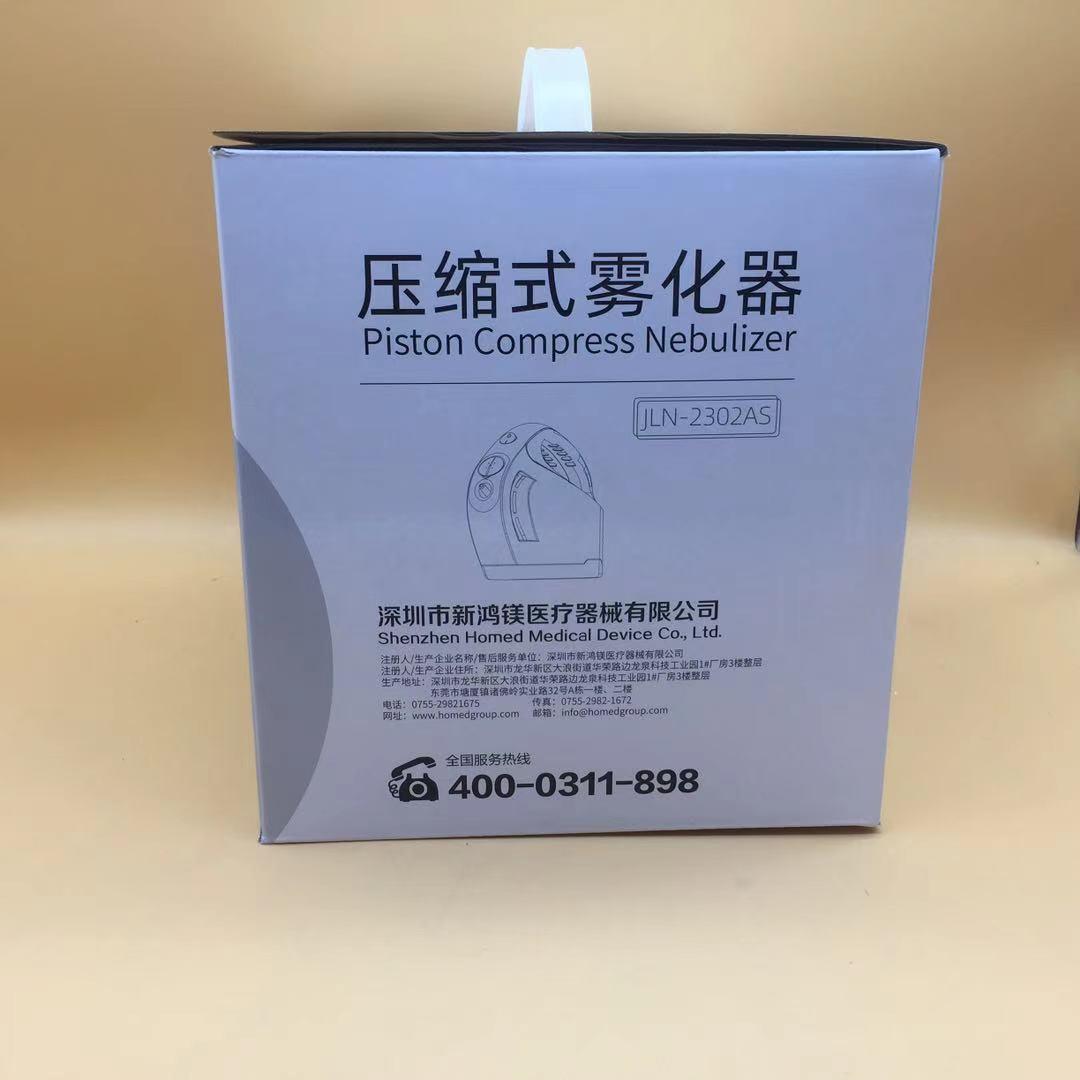 压缩式雾化器
Piston Compress Nebulizer
JLN-2302AS
深圳市新鸿镁医疗器械有限公司
Shenzhen Homed Medical Device Co., Ltd.
注册人/生产企业名称/售后服务单位：深圳市新鸿镁医疗器械有限公司
注册人/生产企业住所：深圳市龙华新区大浪街道华荣路边龙泉科技工业园1#厂房3楼整层
生产地址：深圳市龙华新区大浪街道华荣路边龙泉科技工业园1#厂房3楼整层
东莞市塘厦镇诸佛岭实业路32号A栋一楼、二楼
电话：0755-29821675 传真：0755-2982-1672
网址：www.homedgroup.com 邮箱：info@homedgroup.com
全国服务热线
400-0311-898